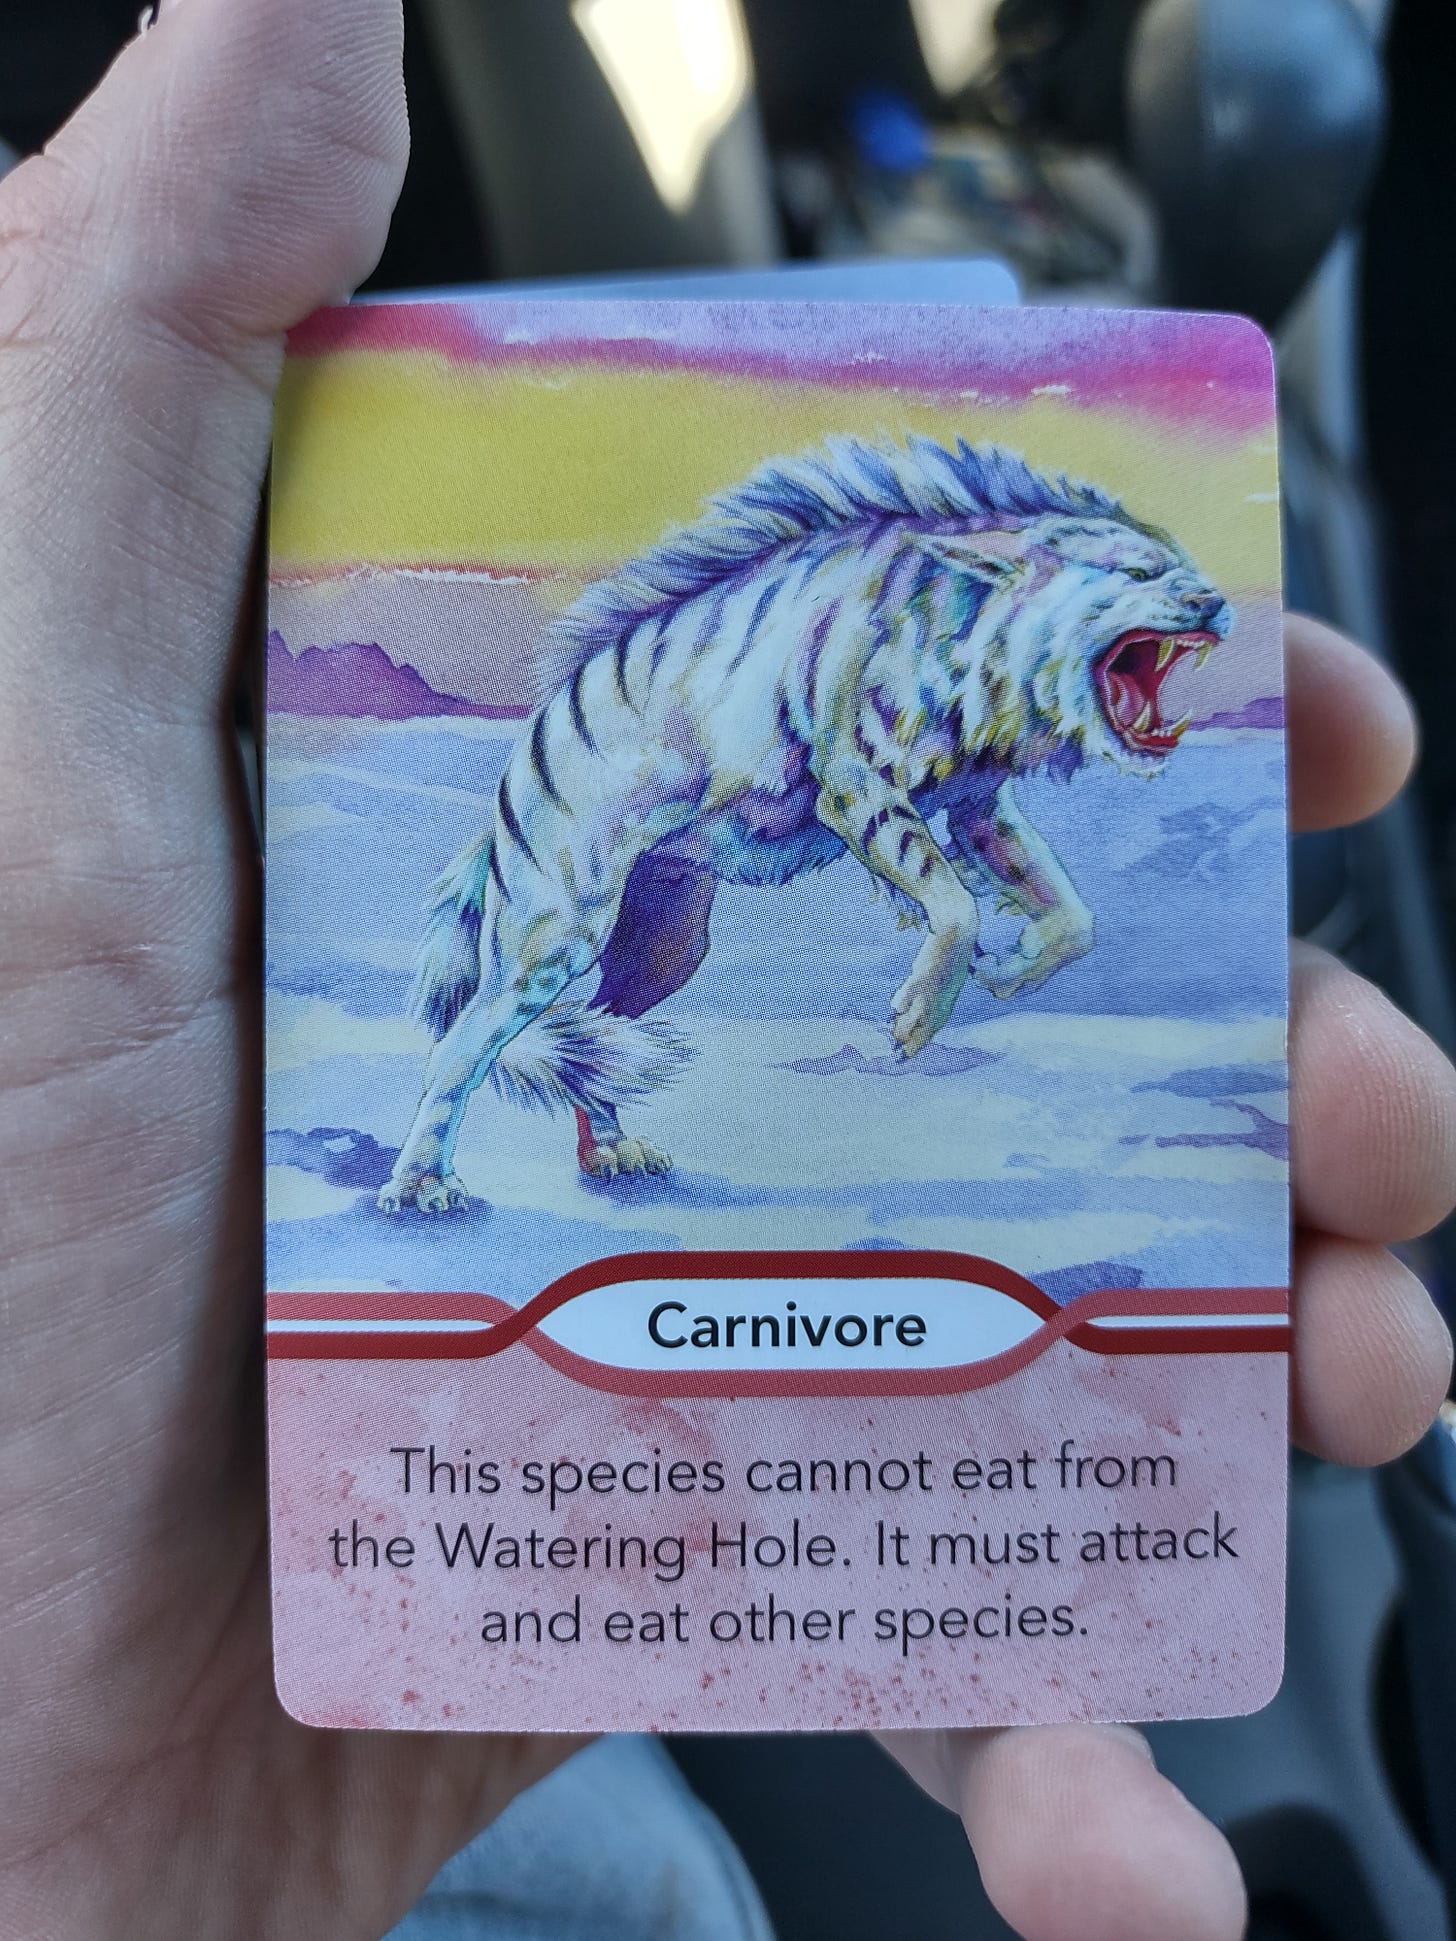 Carnivore
This species cannot eat from
the Watering Hole. It must attack
and eat other species.